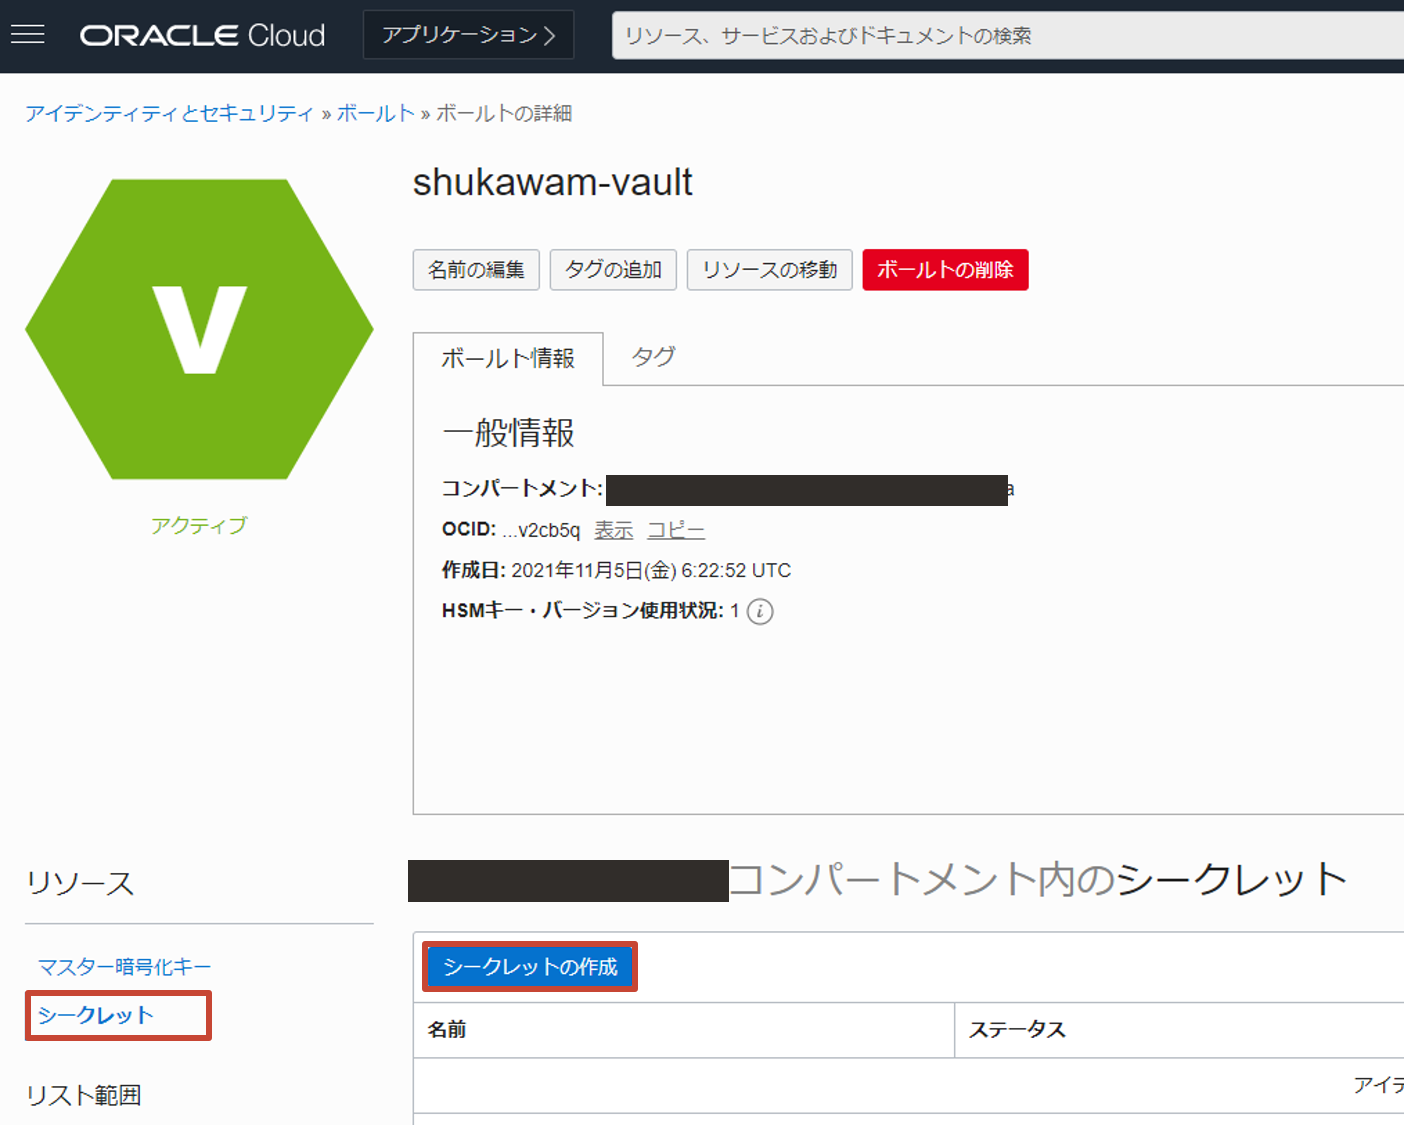 ORACLE Cloud
アプリケーション
リソース、サービスおよびドキュメントの検索
アイデンティティとセキュリティ » ボールト » ボールトの詳細
V
アクティブ
shukawam-vault
名前の編集 タグの追加 リソースの移動 ボールトの削除
ボールト情報 タグ
一般情報
コンパートメント: a
OCID: ...v2cb5q 表示 コピー
作成日: 2021年11月5日(金) 6:22:52 UTC
HSMキー・バージョン使用状況: 1
リソース
マスター暗号化キー
シークレット
リスト範囲
コンパートメント内のシークレット
シークレットの作成
名前 ステータス
アイテ